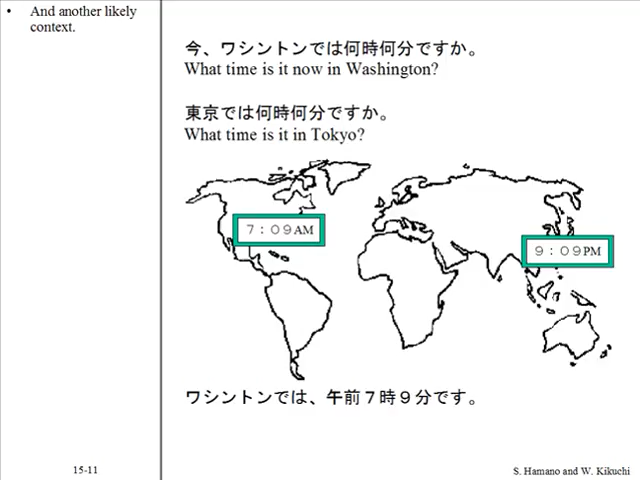 • And another likely
context.
今、ワシントンでは何時何分ですか。
What time is it now in Washington?
東京では何時何分ですか。
What time is it in Tokyo?
７：０９AM
９：０９PM
ワシントンでは、午前７時９分です。
15-11
S. Hamano and W. Kikuchi